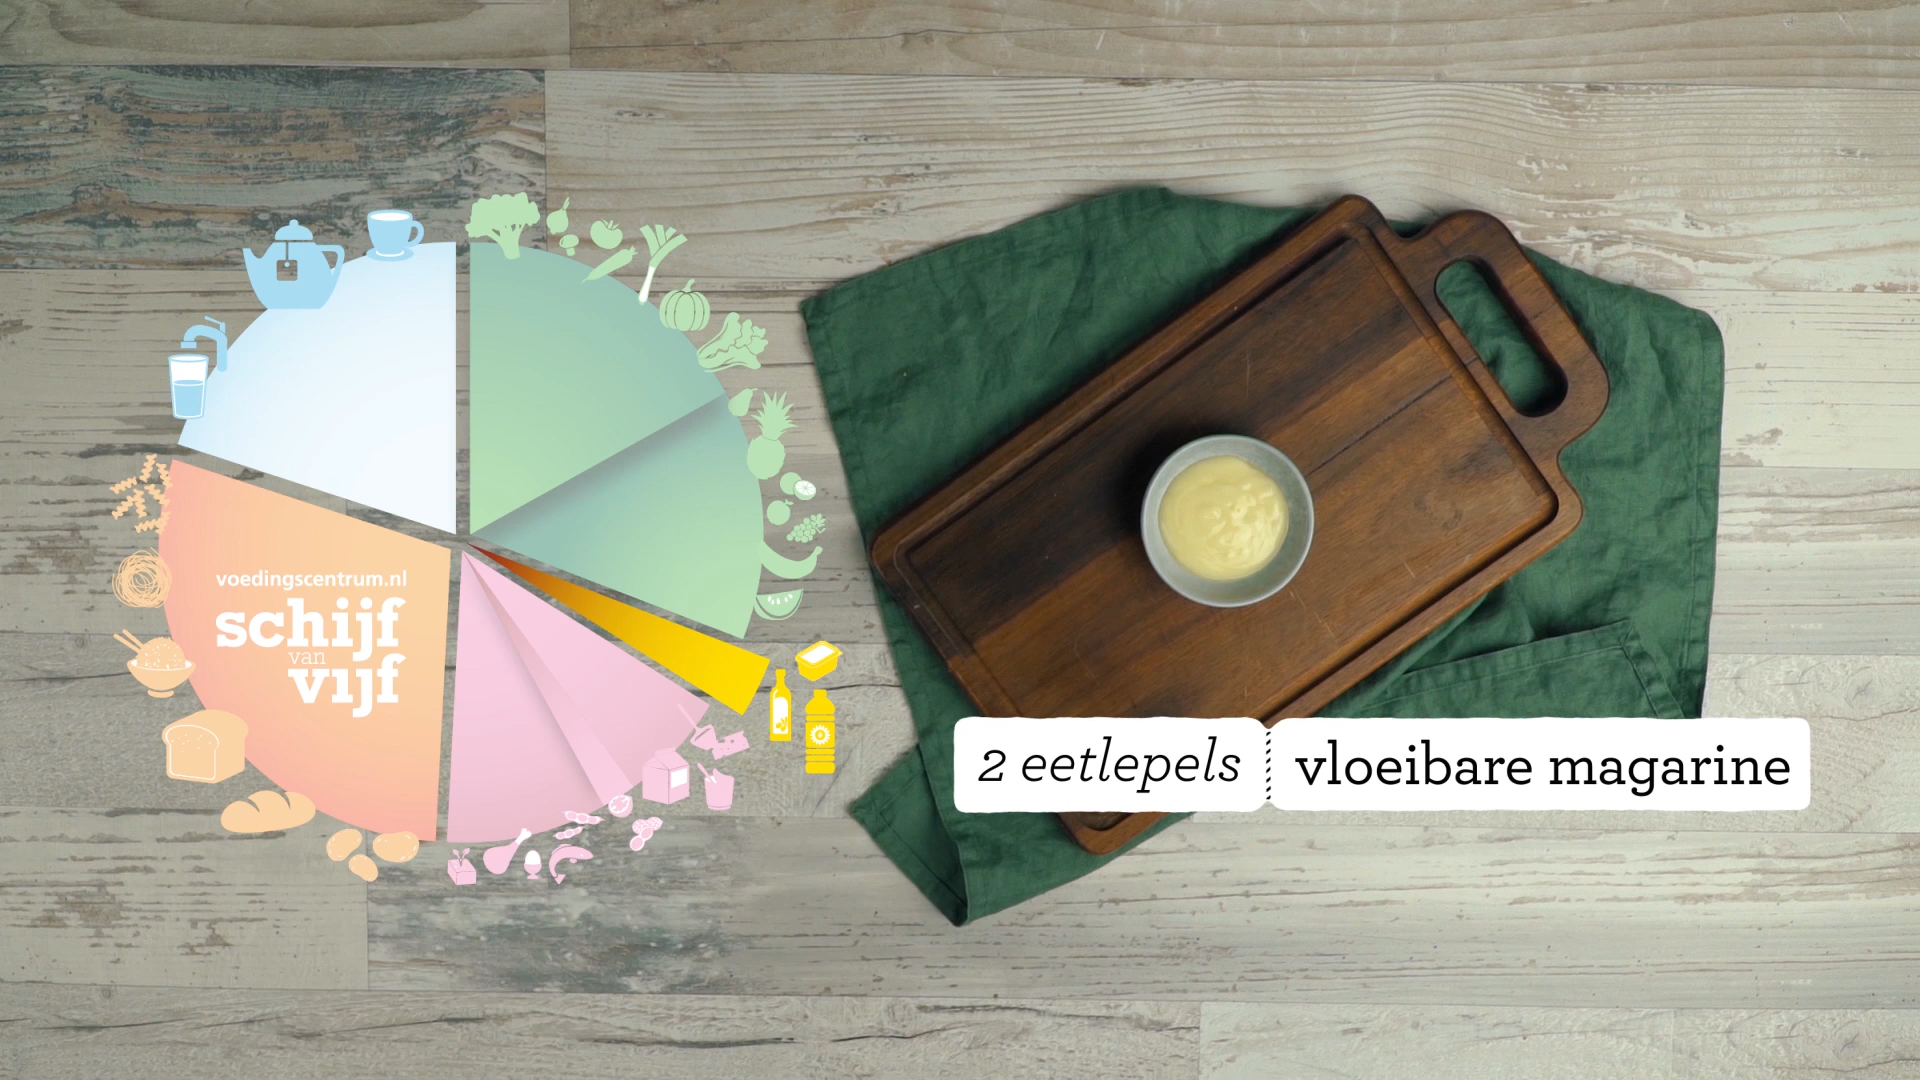 voedingscentrum.nl
schijf
van
vijf
2 eetlepels vloeibare magarine